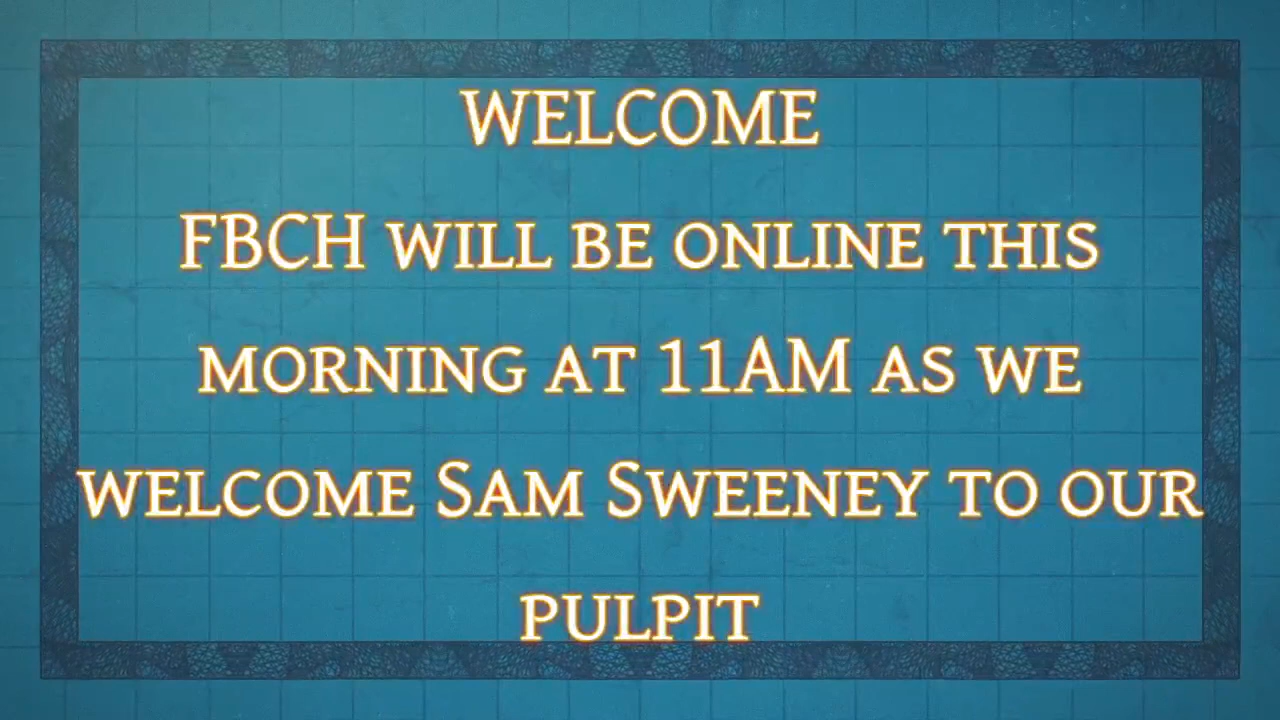 WELCOME
FBCH WILL BE ONLINE THIS
MORNING AT 11AM AS WE
WELCOME SAM SWEENEY TO OUR
PULPIT